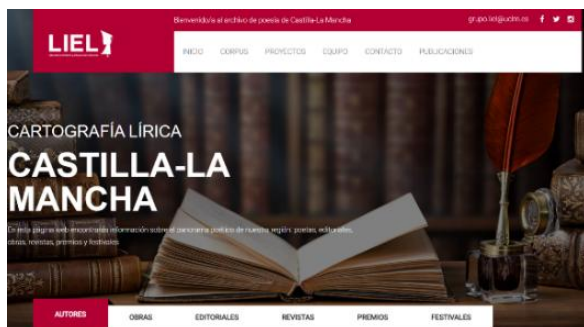 Bienvenido/a al archivo de poesía de Castilla-La Mancha
grupo.liel@uclm.es
LIEL
INICIO CORPUS PROYECTOS EQUIPO CONTACTO PUBLICACIONES
CARTOGRAFÍA LÍRICA
CASTILLA-LA
MANCHA
En esta página web encontrarás información sobre el panorama poético de nuestra región: poetas, editoriales,
obras, revistas, premios y festivales
AUTORES OBRAS EDITORIALES REVISTAS PREMIOS FESTIVALES